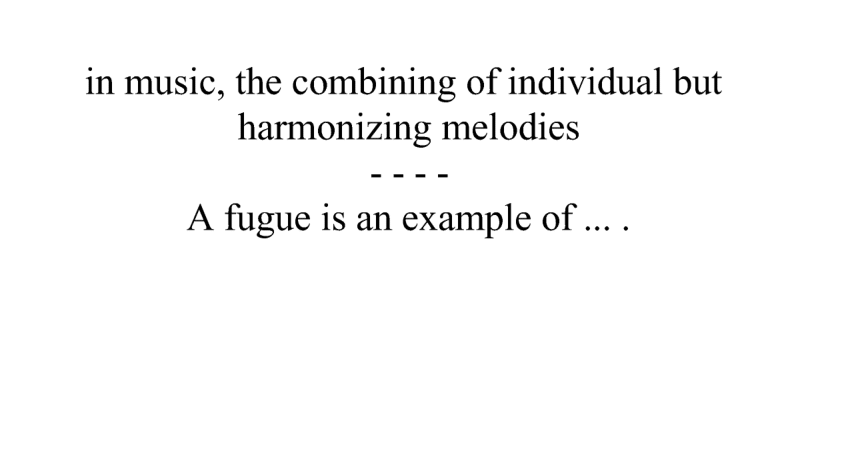 in music, the combining of individual but
harmonizing melodies
- - - -
A fugue is an example of ... .